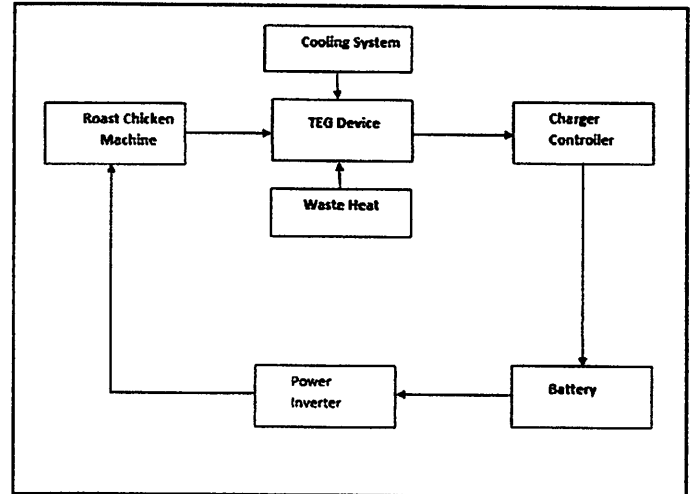 Cooling System
Roast Chicken
Machine
TEG Device
Charger
Controller
Waste Heat
Power
Inverter
Battery